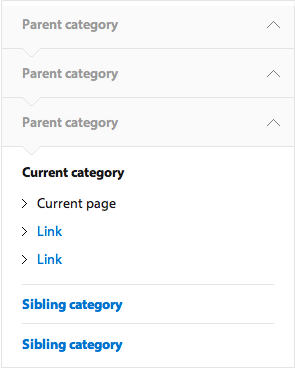 Parent category
Parent category
Parent category
Current category
Current page
Link
Link
Sibling category
Sibling category